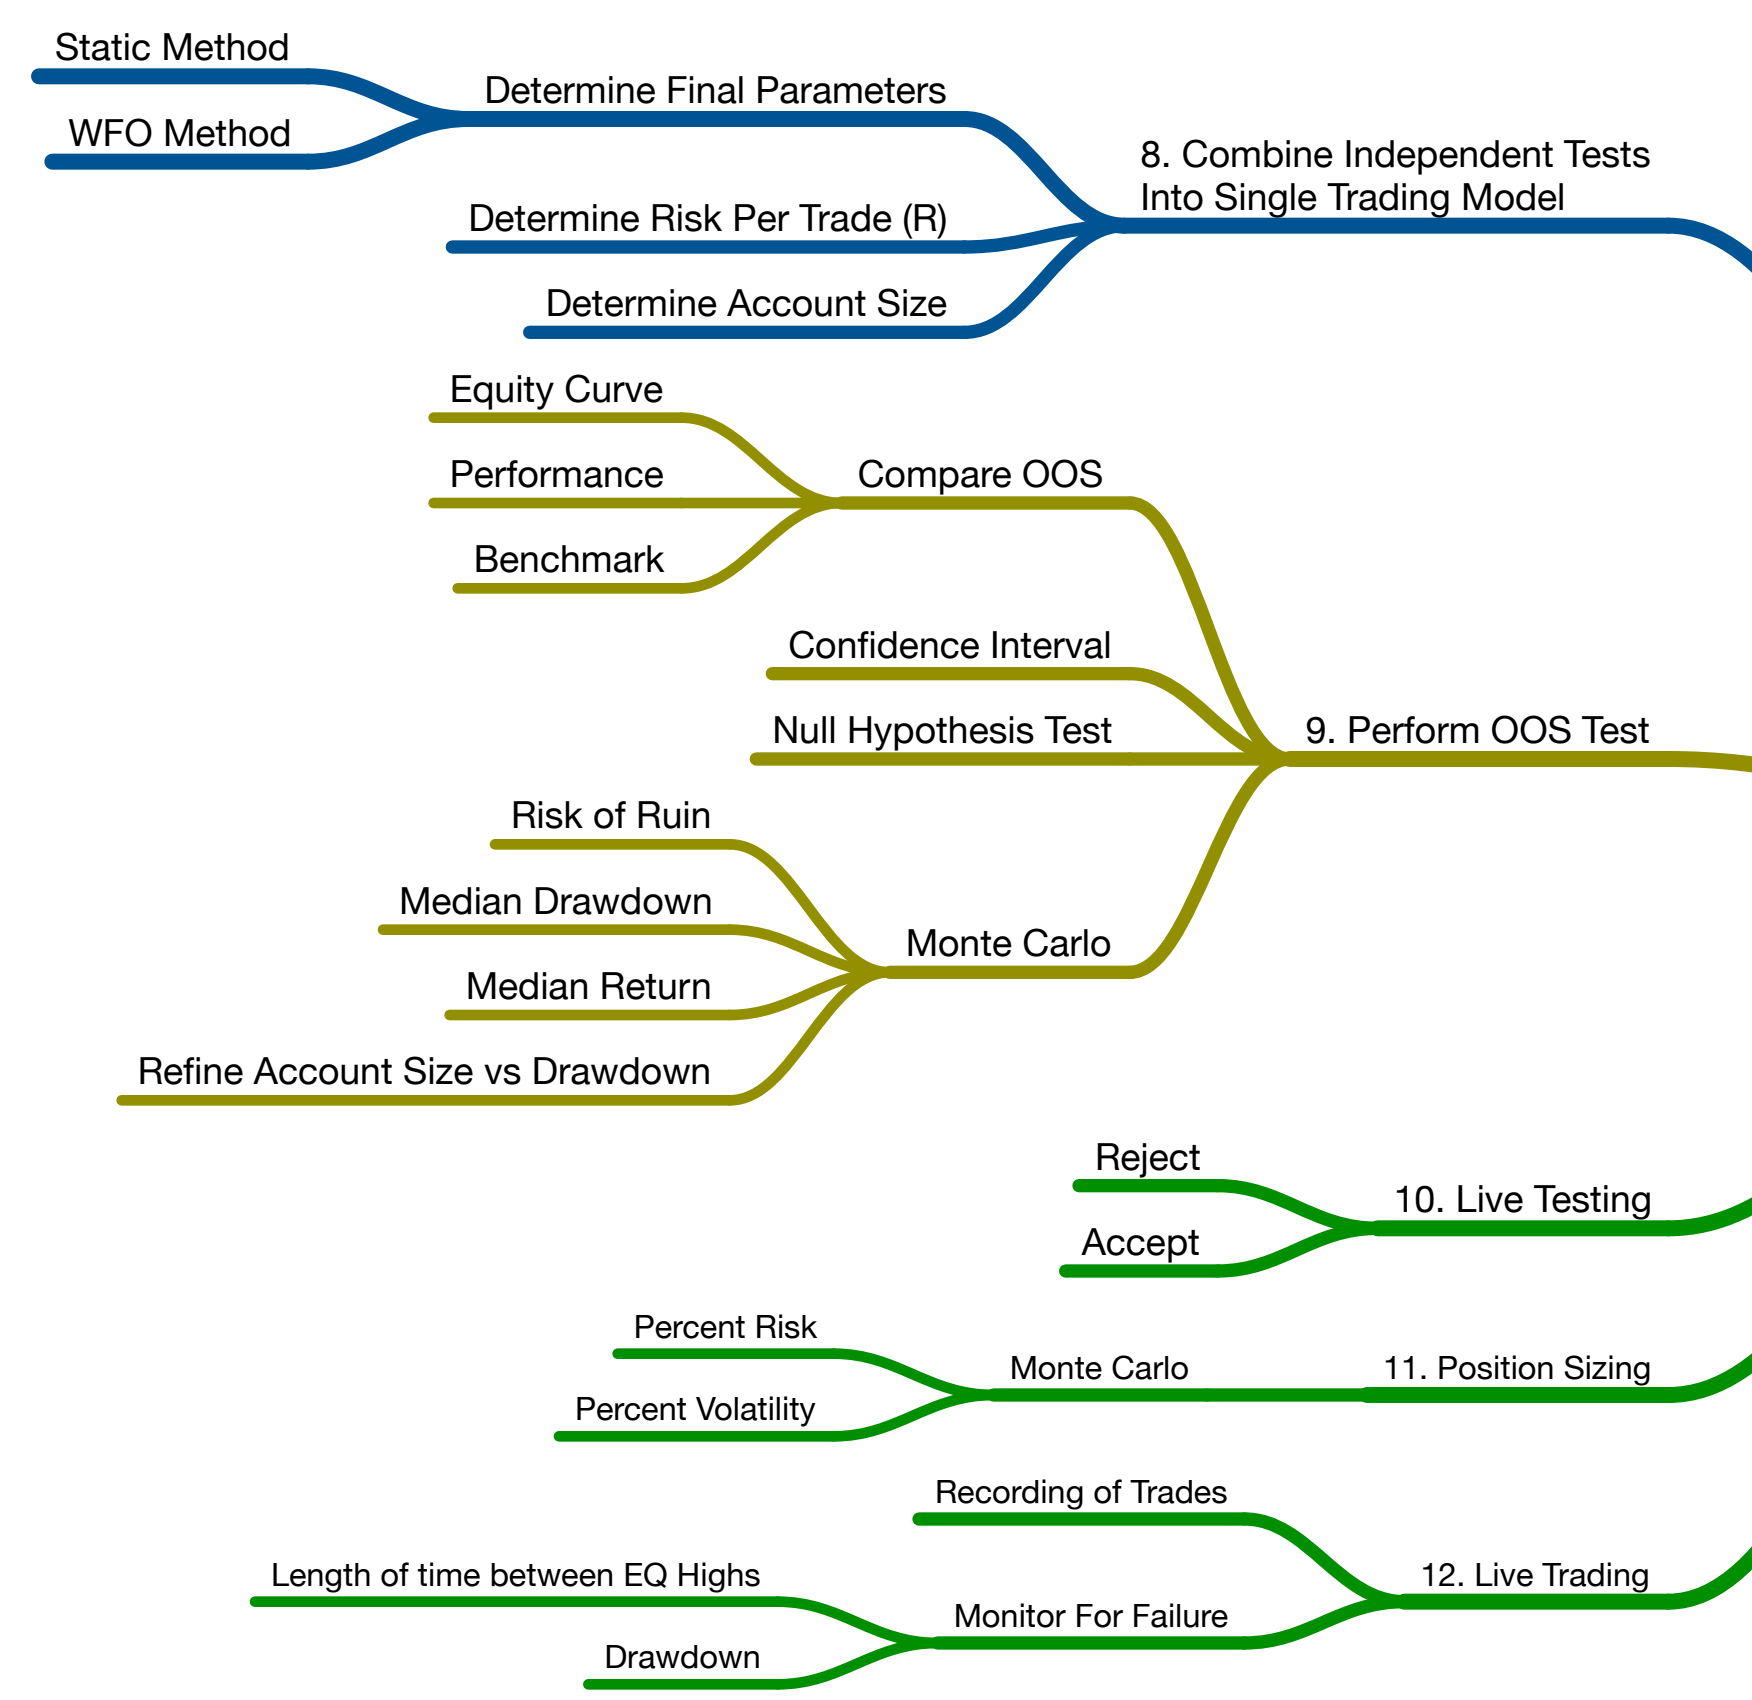 Static Method
WFO Method
Determine Final Parameters
Determine Risk Per Trade (R)
Determine Account Size
8. Combine Independent Tests
Into Single Trading Model
Equity Curve
Performance
Benchmark
Compare OOS
Confidence Interval
Null Hypothesis Test
Risk of Ruin
Median Drawdown
Median Return
Refine Account Size vs Drawdown
Monte Carlo
9. Perform OOS Test
Reject
Accept
10. Live Testing
Percent Risk
Percent Volatility
Monte Carlo
11. Position Sizing
Recording of Trades
Length of time between EQ Highs
Drawdown
Monitor For Failure
12. Live Trading